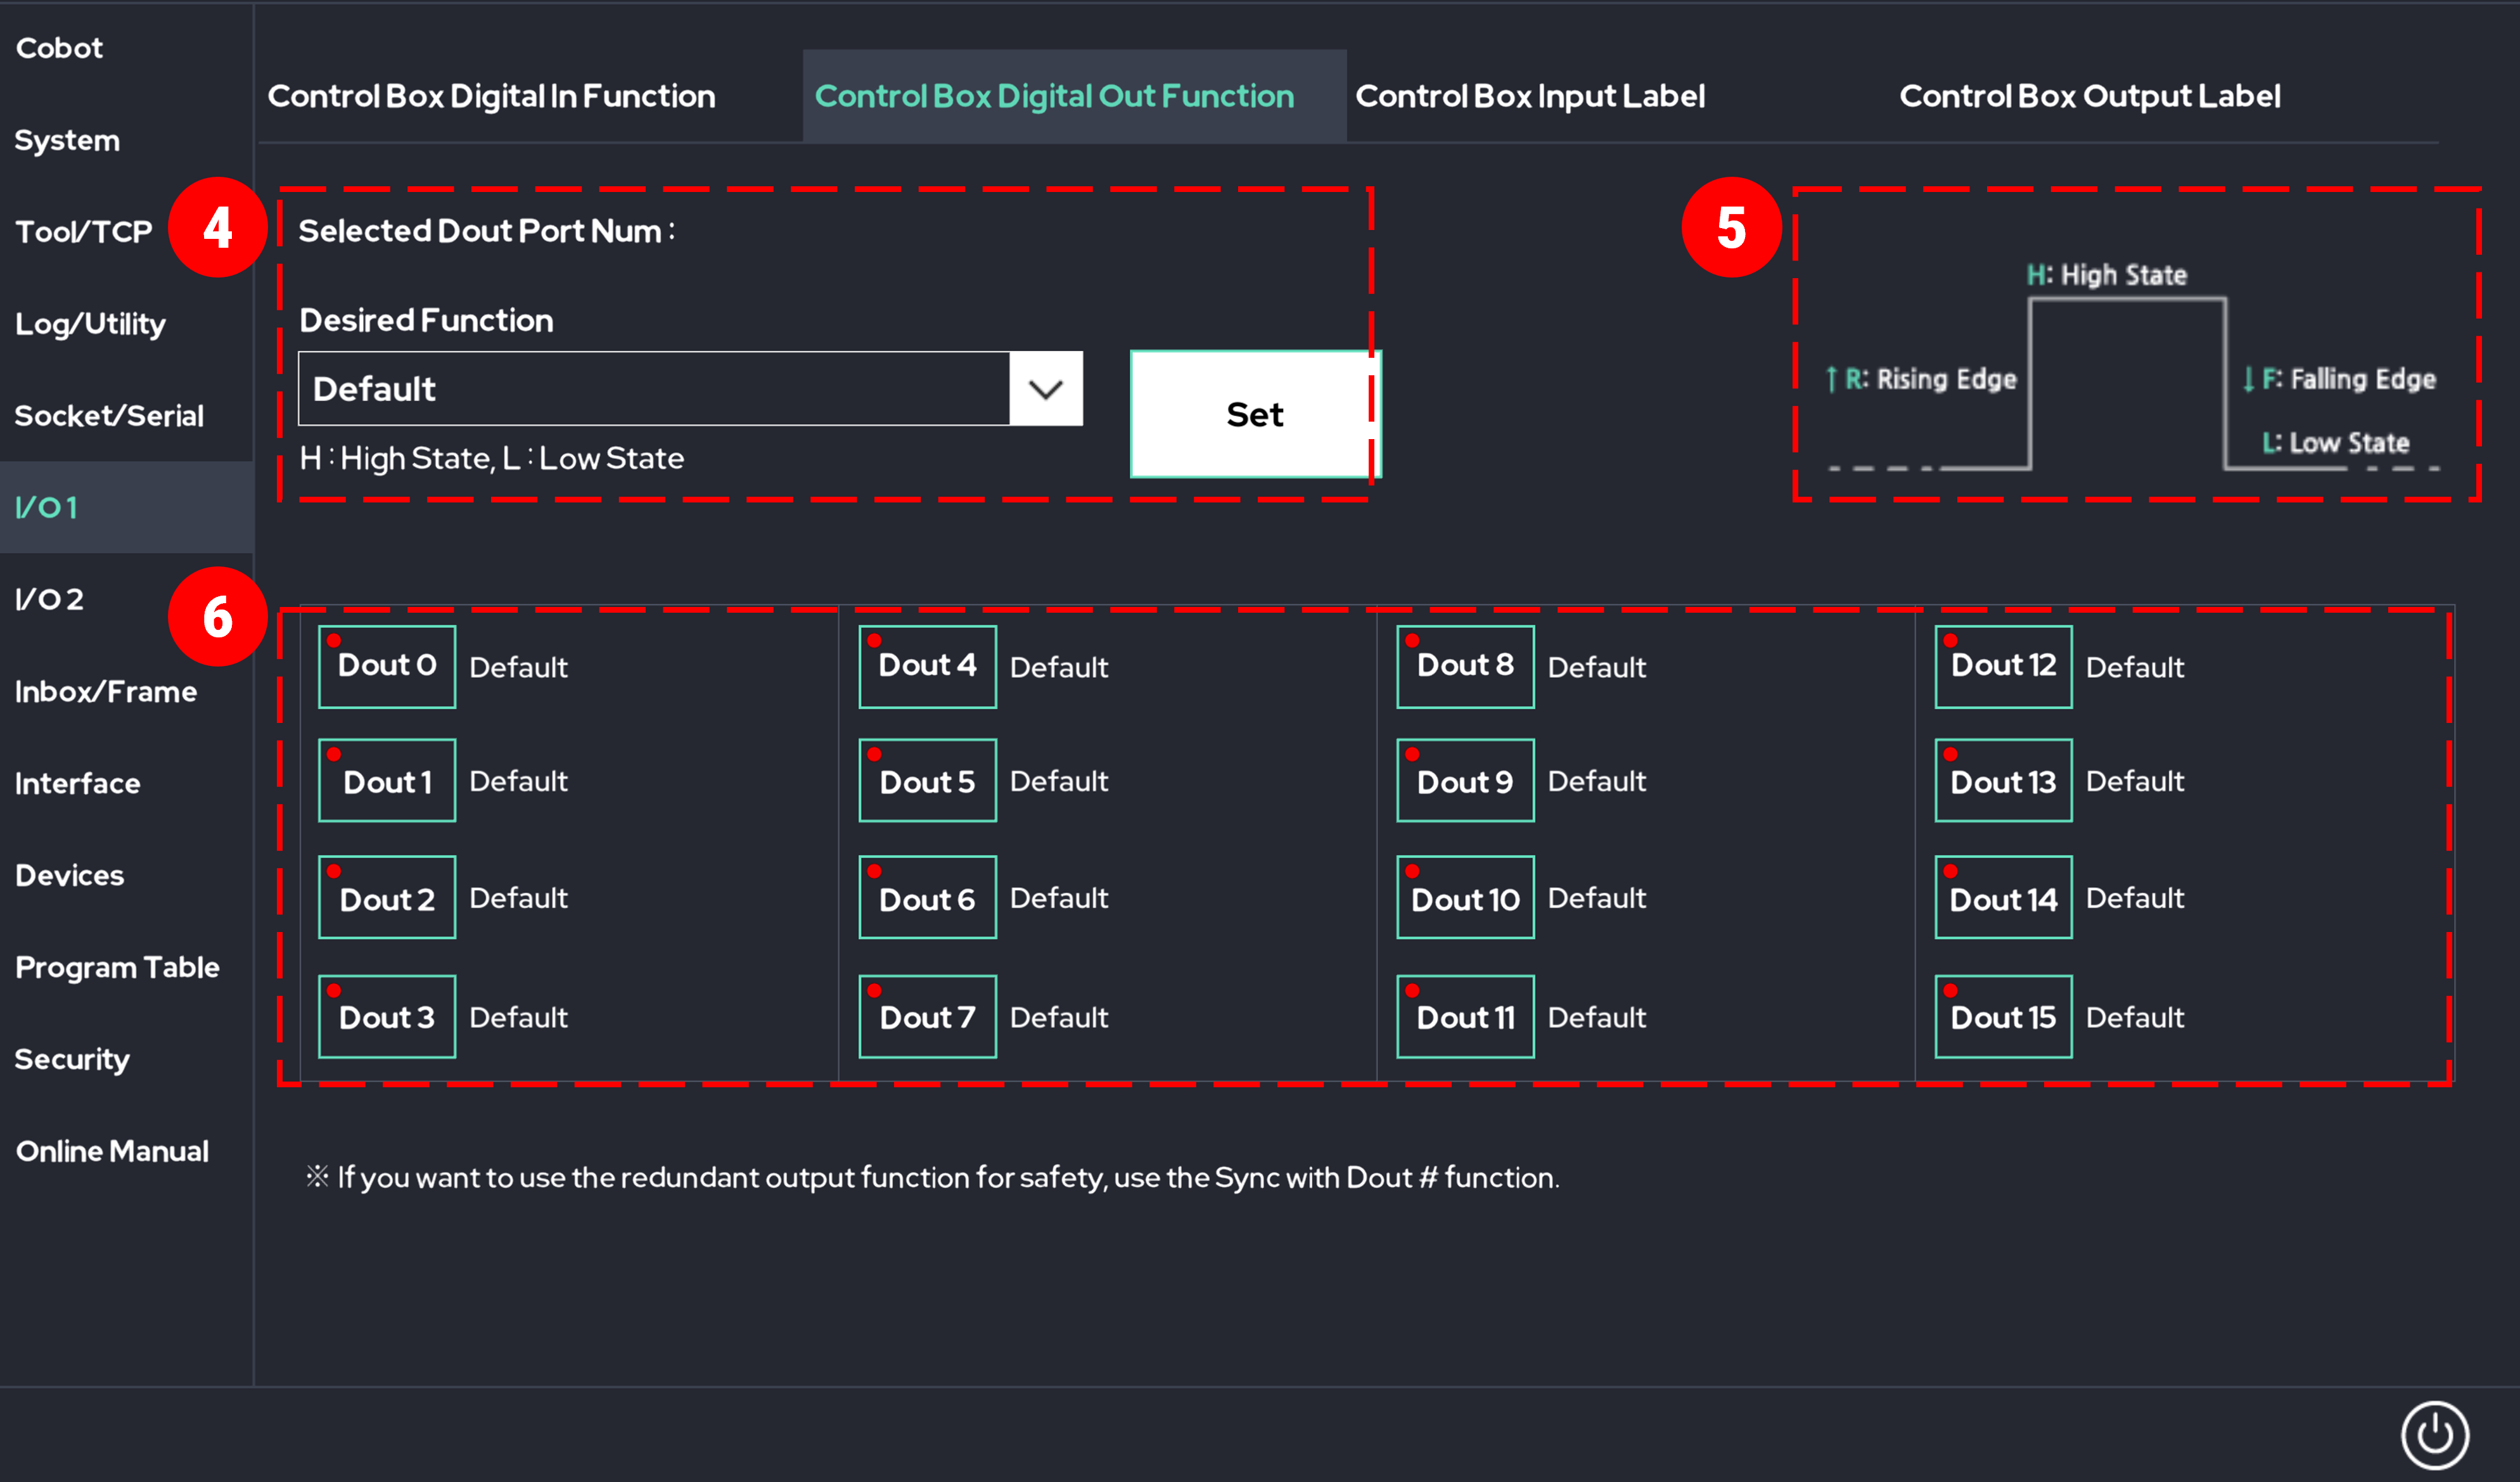 Cobot
System
Tool/TCP
Log/Utility
Socket/Serial
I/O 1
I/O 2
Inbox/Frame
Interface
Devices
Program Table
Security
Online Manual
Control Box Digital In Function
Control Box Digital Out Function
Control Box Input Label
Control Box Output Label
4
Selected Dout Port Num :
Desired Function
Default
Set
H : High State, L : Low State
5
H: High State
↑ R: Rising Edge
↓ F: Falling Edge
L: Low State
6
Dout 0 Default
Dout 4 Default
Dout 8 Default
Dout 12 Default
Dout 1 Default
Dout 5 Default
Dout 9 Default
Dout 13 Default
Dout 2 Default
Dout 6 Default
Dout 10 Default
Dout 14 Default
Dout 3 Default
Dout 7 Default
Dout 11 Default
Dout 15 Default
※ If you want to use the redundant output function for safety, use the Sync with Dout # function.